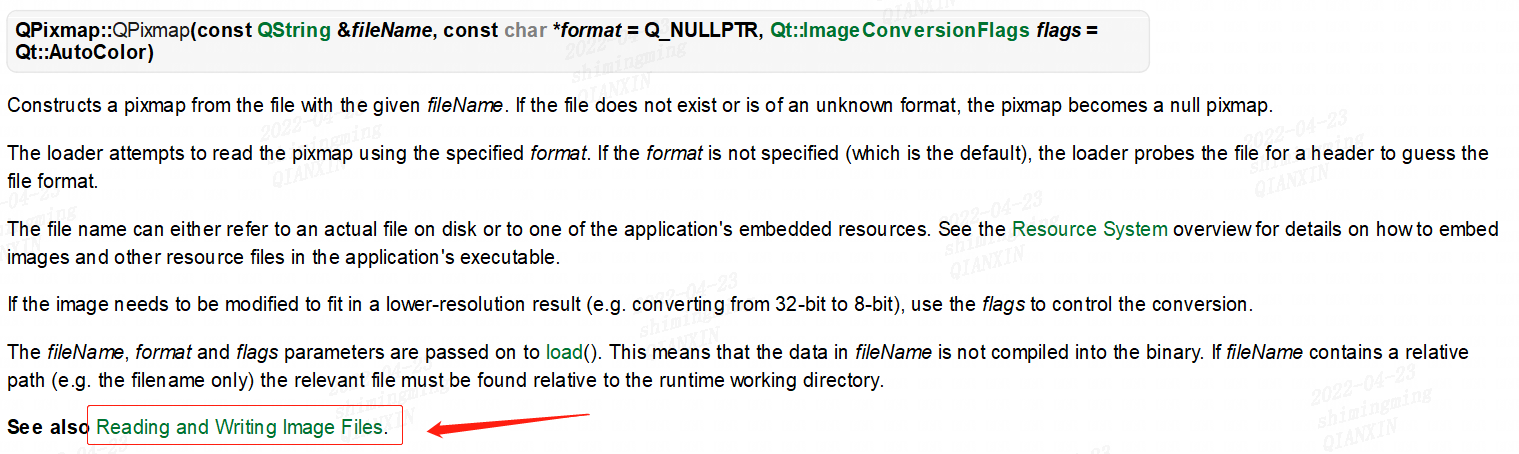 QPixmap::QPixmap(const QString &fileName, const char *format = Q_NULLPTR, Qt::ImageConversionFlags flags =
Qt::AutoColor)
Constructs a pixmap from the file with the given fileName. If the file does not exist or is of an unknown format, the pixmap becomes a null pixmap.
The loader attempts to read the pixmap using the specified format. If the format is not specified (which is the default), the loader probes the file for a header to guess the
file format.
The file name can either refer to an actual file on disk or to one of the application's embedded resources. See the Resource System overview for details on how to embed
images and other resource files in the application's executable.
If the image needs to be modified to fit in a lower-resolution result (e.g. converting from 32-bit to 8-bit), use the flags to control the conversion.
The fileName, format and flags parameters are passed on to load(). This means that the data in fileName is not compiled into the binary. If fileName contains a relative
path (e.g. the filename only) the relevant file must be found relative to the runtime working directory.
See also Reading and Writing Image Files.
2022-04-23
shimingming
QIANXIN